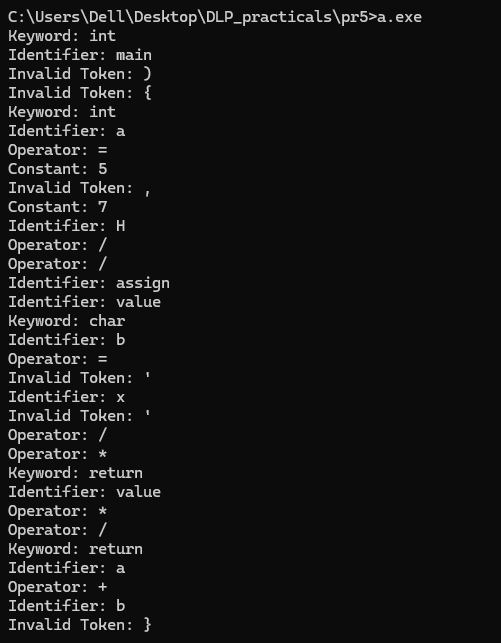 C:\Users\Dell\Desktop\DLP_practicals\pr5>a.exe
Keyword: int
Identifier: main
Invalid Token: )
Invalid Token: {
Keyword: int
Identifier: a
Operator: =
Constant: 5
Invalid Token: ,
Constant: 7
Identifier: H
Operator: /
Operator: /
Identifier: assign
Identifier: value
Keyword: char
Identifier: b
Operator: =
Invalid Token: '
Identifier: x
Invalid Token: '
Operator: /
Operator: *
Keyword: return
Identifier: value
Operator: *
Operator: /
Keyword: return
Identifier: a
Operator: +
Identifier: b
Invalid Token: }